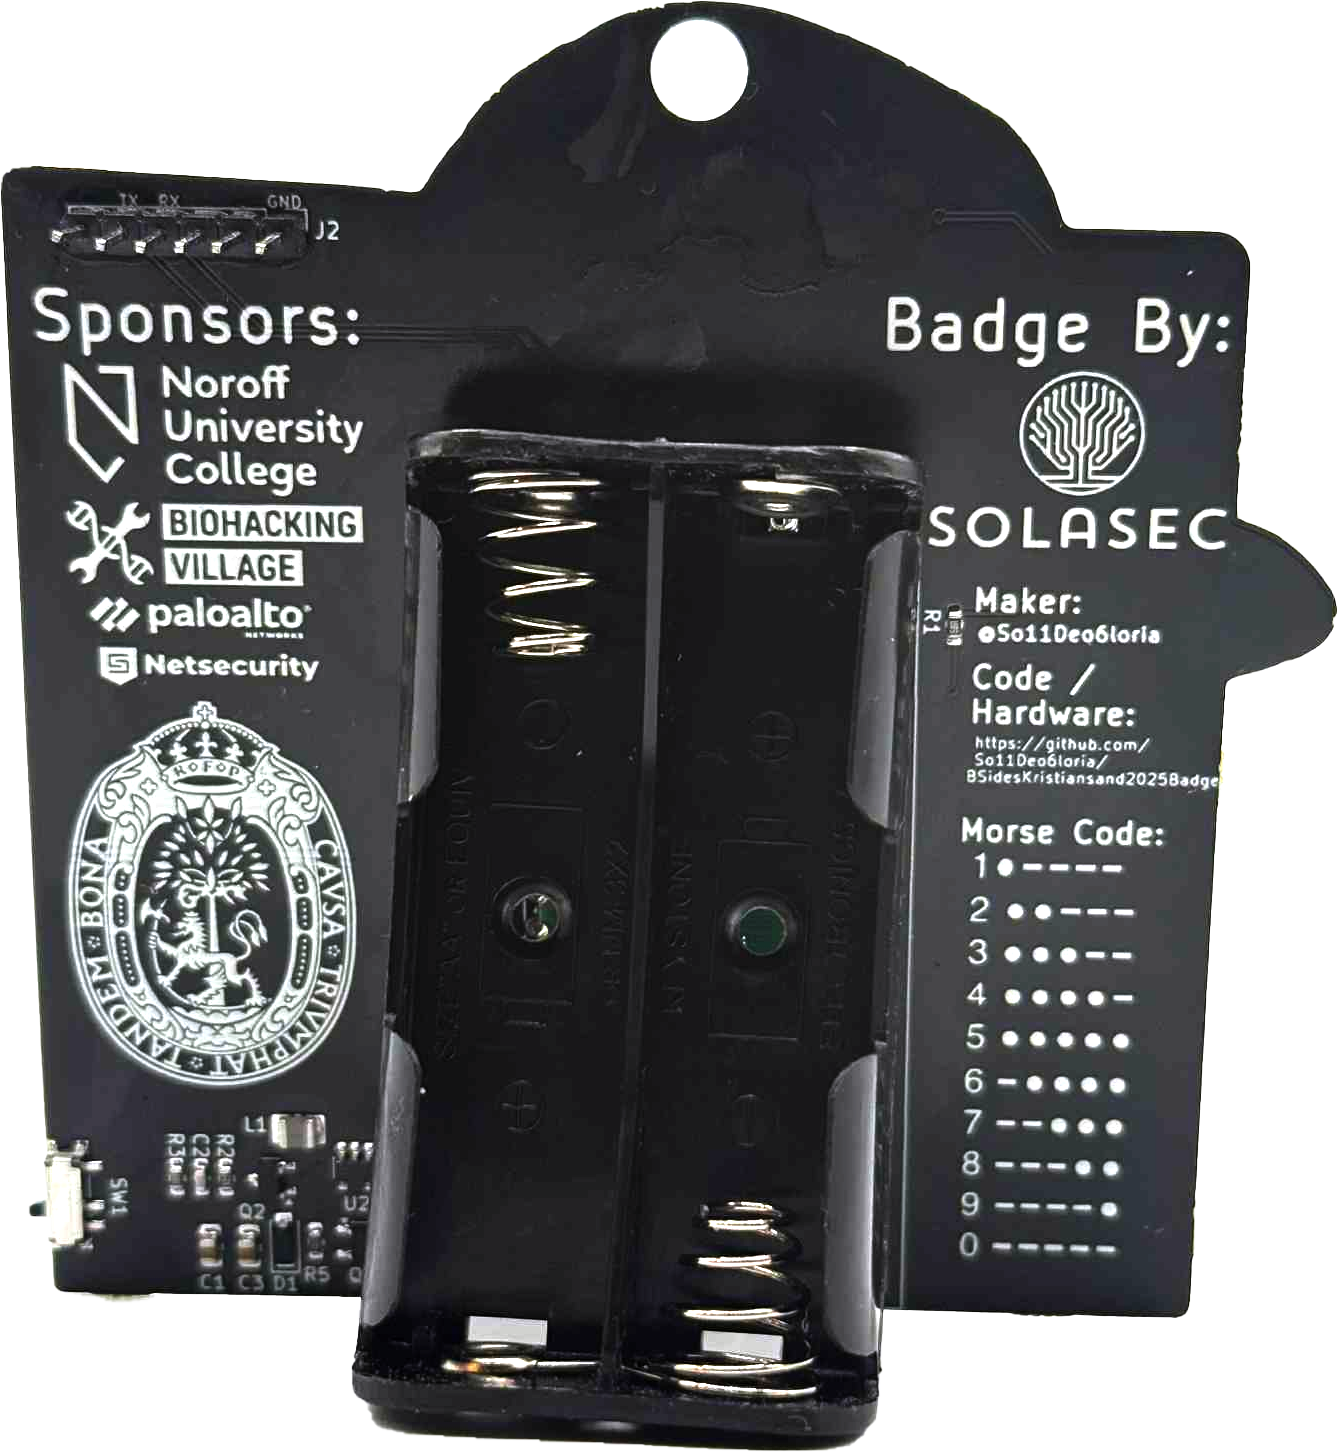 TX RX GND
J2
Sponsors:
Noroff
University
College
BIOHACKING
VILLAGE
paloalto
NETWORKS
Netsecurity
TANDEM BONA CAVSA TRIVMPHAT
L1
R3 C2 R2
SW1
Q2
U2
C1 C3 D1 R5
Badge By:
SOLASEC
R1
Maker:
@So11Deo6loria
Code /
Hardware:
https://github.com/
So11Deo6loria/
BSidesKristiansand2025Badge
Morse Code:
1 ●----
2 ●●---
3 ●●●--
4 ●●●●-
5 ●●●●●
6 -●●●●
7 --●●●
8 ---●●
9 ----●
0 -----